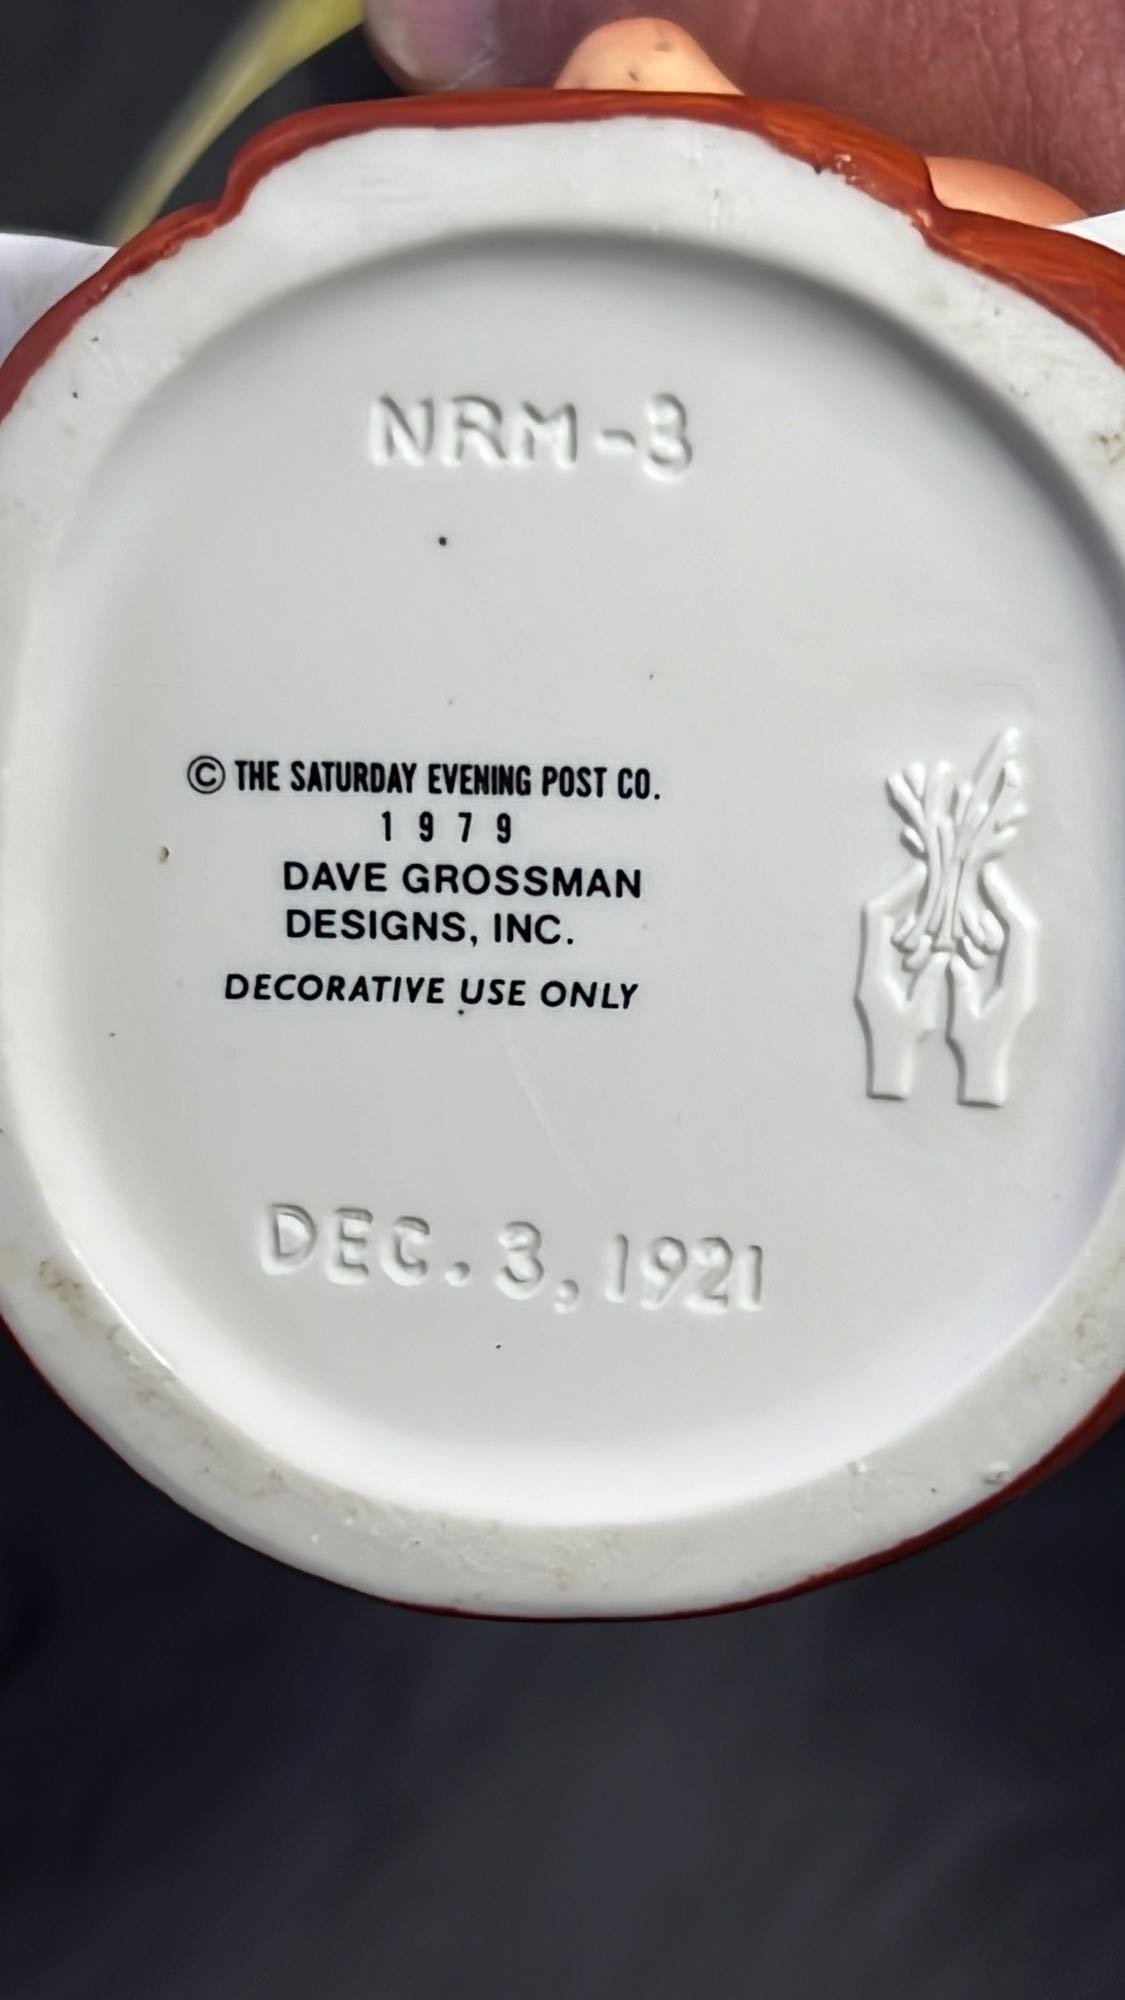 NRM-3
© THE SATURDAY EVENING POST CO.
1979
DAVE GROSSMAN
DESIGNS, INC.
DECORATIVE USE ONLY
DEC. 3, 1921